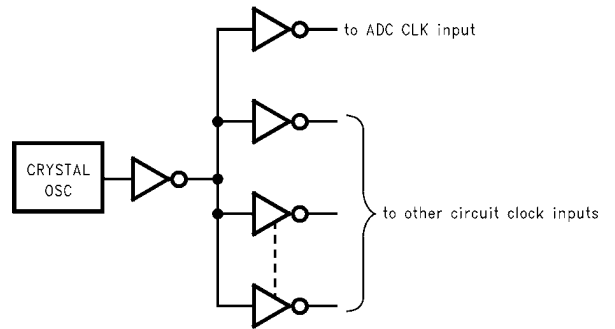 to ADC CLK input
CRYSTAL
OSC
to other circuit clock inputs